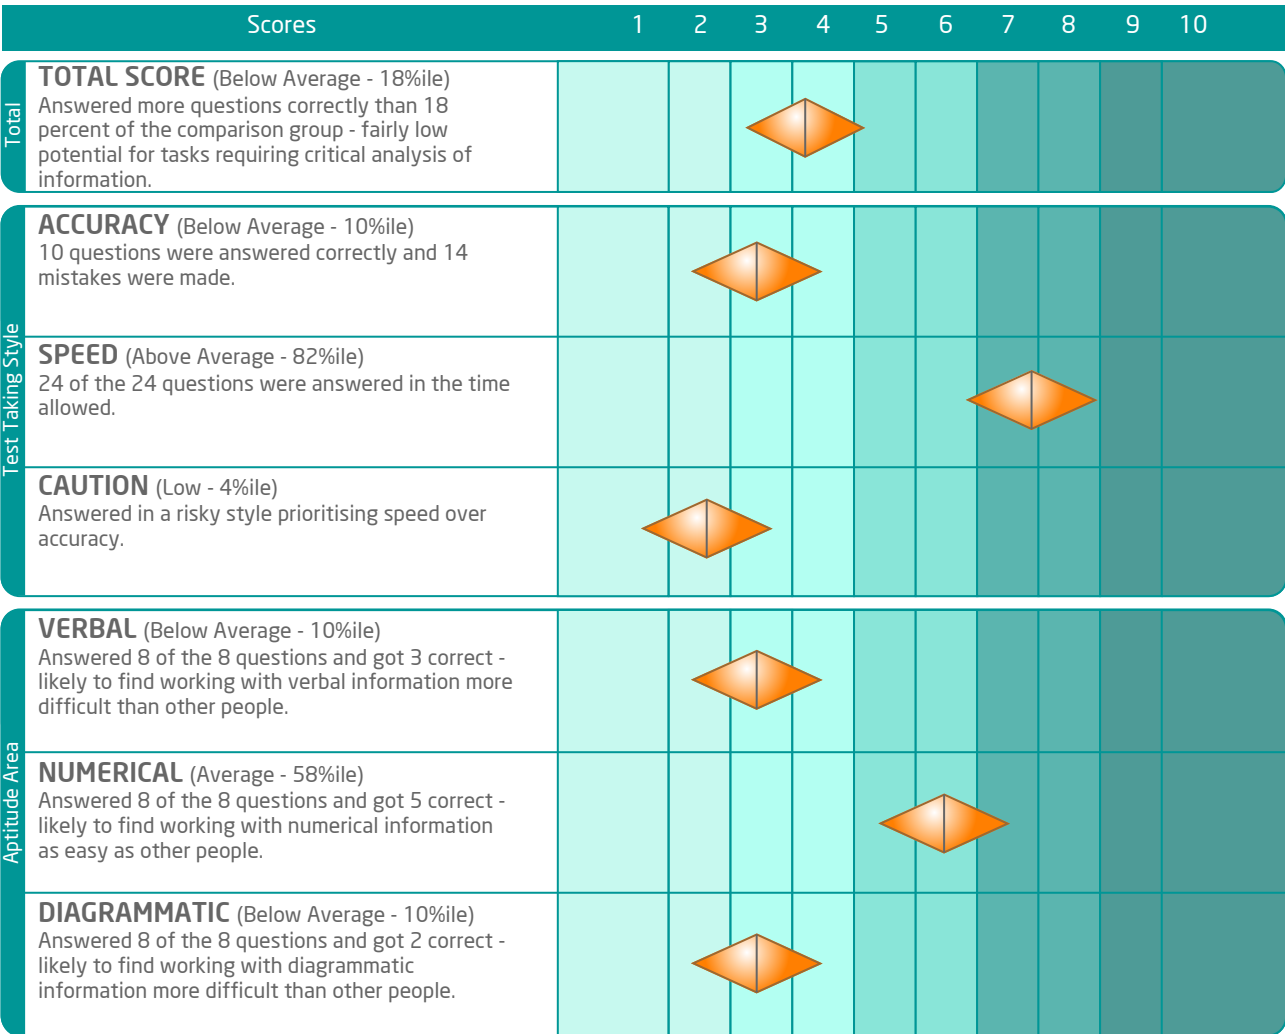 Scores 1 2 3 4 5 6 7 8 9 10
Total
TOTAL SCORE (Below Average - 18%ile)
Answered more questions correctly than 18
percent of the comparison group - fairly low
potential for tasks requiring critical analysis of
information.
Test Taking Style
ACCURACY (Below Average - 10%ile)
10 questions were answered correctly and 14
mistakes were made.
SPEED (Above Average - 82%ile)
24 of the 24 questions were answered in the time
allowed.
CAUTION (Low - 4%ile)
Answered in a risky style prioritising speed over
accuracy.
Aptitude Area
VERBAL (Below Average - 10%ile)
Answered 8 of the 8 questions and got 3 correct -
likely to find working with verbal information more
difficult than other people.
NUMERICAL (Average - 58%ile)
Answered 8 of the 8 questions and got 5 correct -
likely to find working with numerical information
as easy as other people.
DIAGRAMMATIC (Below Average - 10%ile)
Answered 8 of the 8 questions and got 2 correct -
likely to find working with diagrammatic
information more difficult than other people.